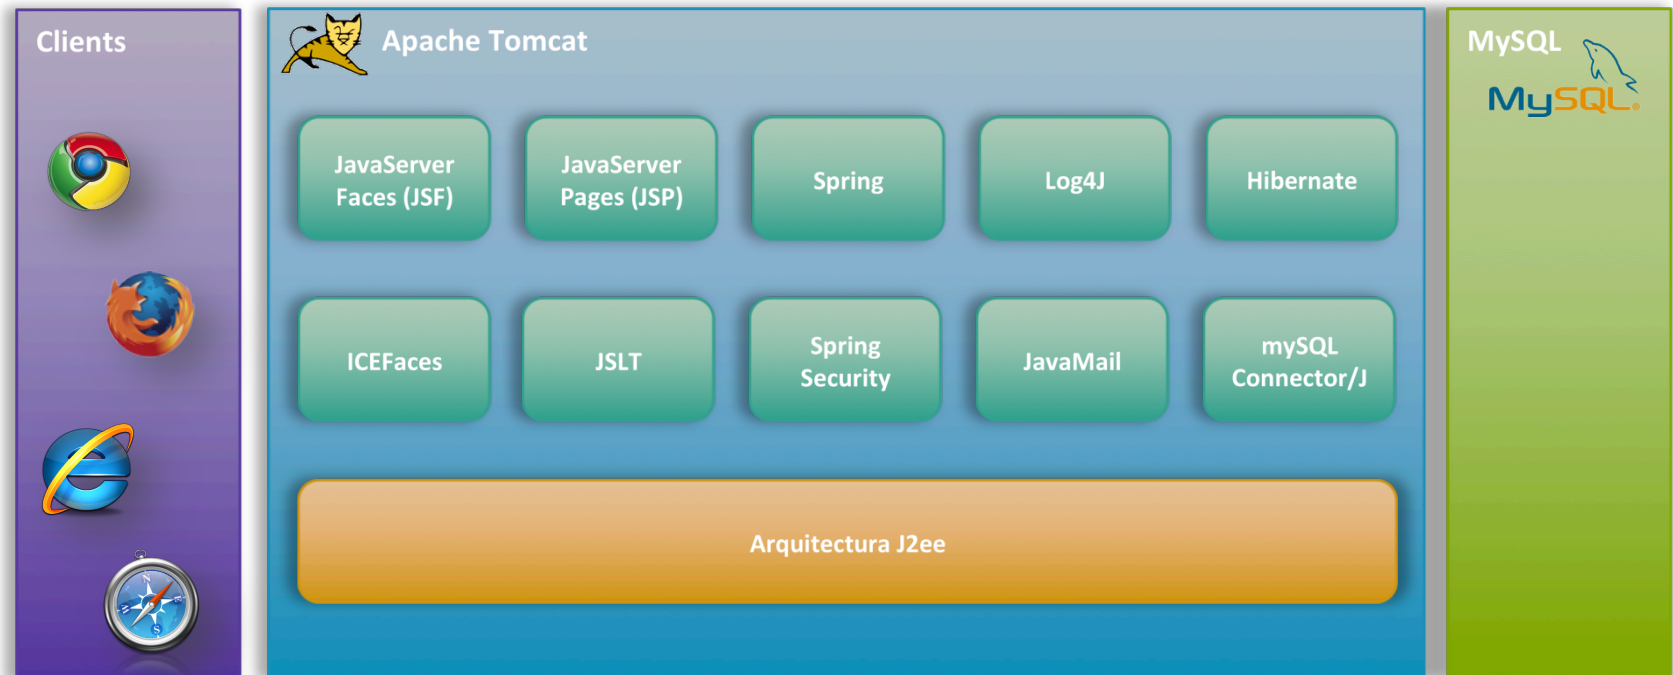 Clients
Apache Tomcat
MySQL
MySQL.
JavaServer
Faces (JSF)
JavaServer
Pages (JSP)
Spring
Log4J
Hibernate
ICEFaces
JSLT
Spring
Security
JavaMail
mySQL
Connector/J
Arquitectura J2ee
N
E
S
W